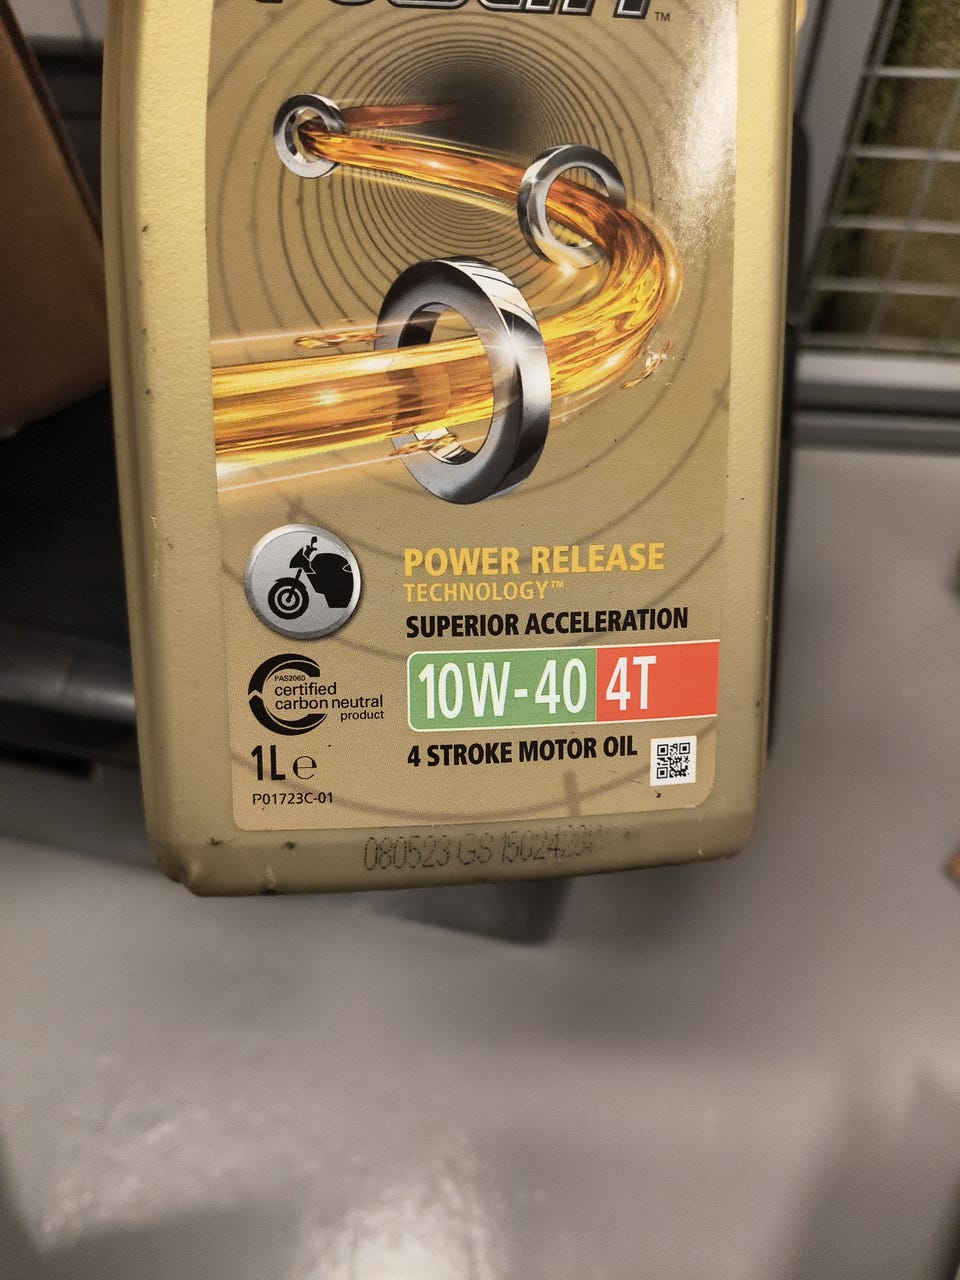 ™
POWER RELEASE
TECHNOLOGY™
SUPERIOR ACCELERATION
10W-40 4T
4 STROKE MOTOR OIL
PAS2060
certified
carbon neutral
product
1L e
P01723C-01
080523 GS